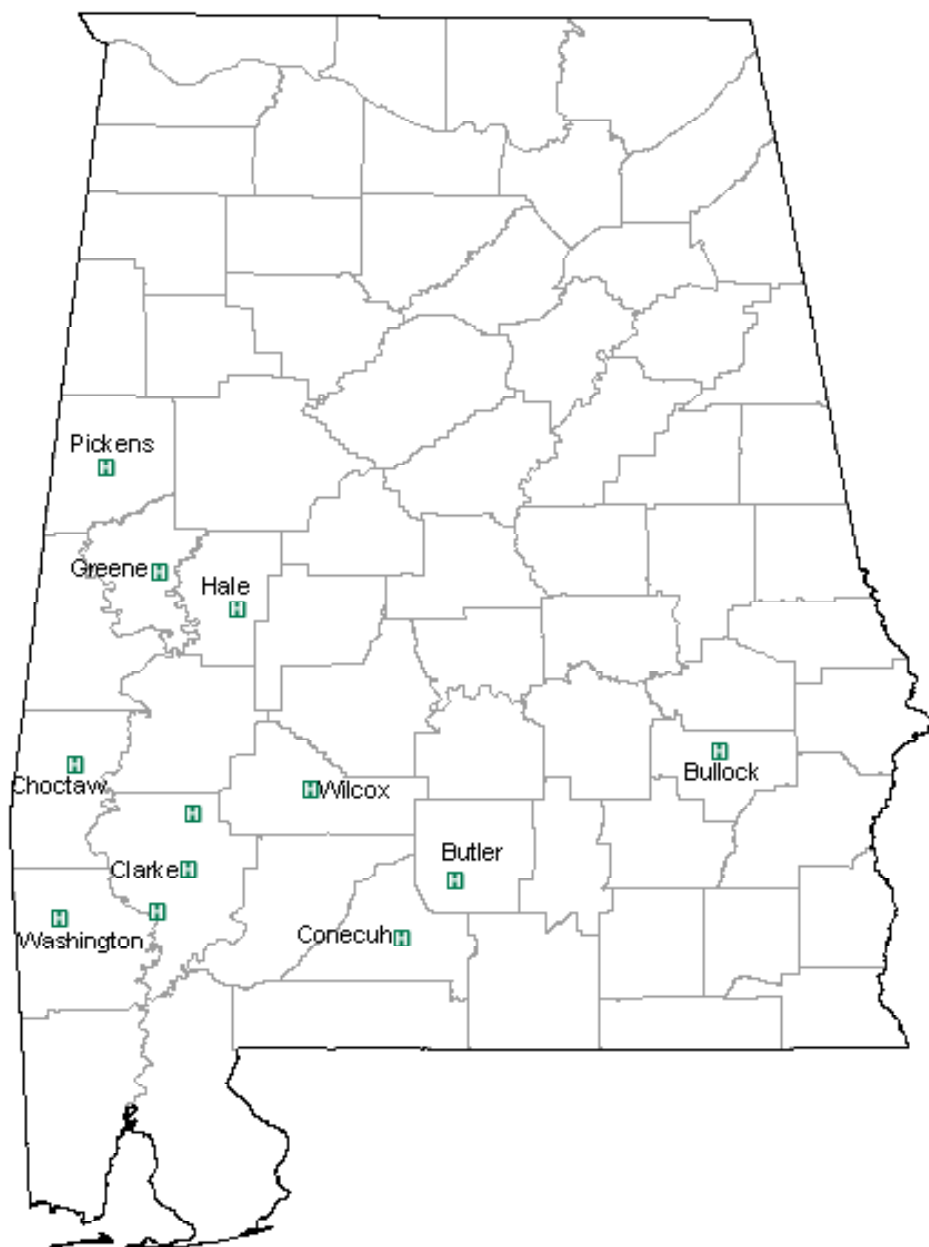 Pickens
H
Greene H
Hale
H
H
Choctaw
H
Bullock
H Wilcox
H
Butler
Clarke H
H
H
H
Washington
Conecuh H